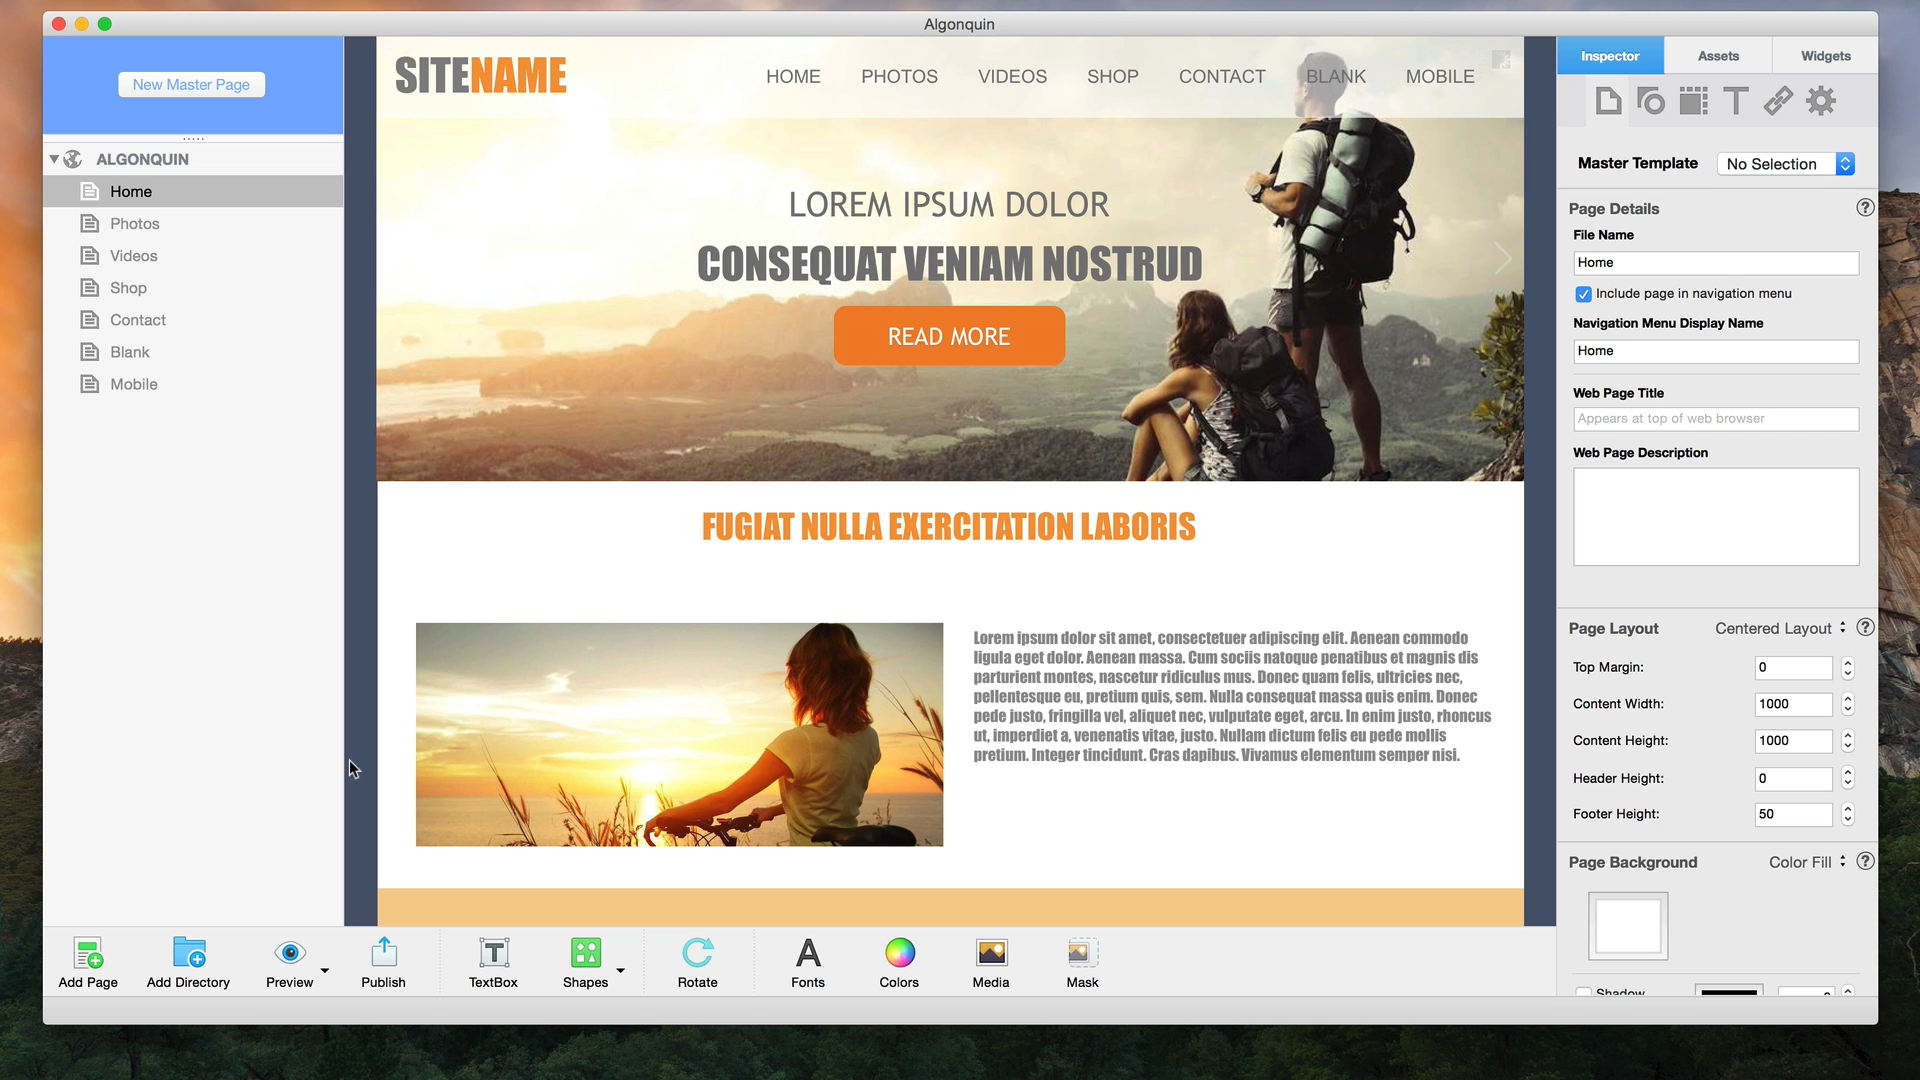 Algonquin
New Master Page
ALGONQUIN
Home
Photos
Videos
Shop
Contact
Blank
Mobile
SITENAME
HOME PHOTOS VIDEOS SHOP CONTACT BLANK MOBILE
LOREM IPSUM DOLOR
CONSEQUAT VENIAM NOSTRUD
READ MORE
FUGIAT NULLA EXERCITATION LABORIS
Lorem ipsum dolor sit amet, consectetuer adipiscing elit. Aenean commodo
ligula eget dolor. Aenean massa. Cum sociis natoque penatibus et magnis dis
parturient montes, nascetur ridiculus mus. Donec quam felis, ultricies nec,
pellentesque eu, pretium quis, sem. Nulla consequat massa quis enim. Donec
pede justo, fringilla vel, aliquet nec, vulputate eget, arcu. In enim justo, rhoncus
ut, imperdiet a, venenatis vitae, justo. Nullam dictum felis eu pede mollis
pretium. Integer tincidunt. Cras dapibus. Vivamus elementum semper nisi.
Inspector Assets Widgets
Master Template No Selection
Page Details ?
File Name
Home
Include page in navigation menu
Navigation Menu Display Name
Home
Web Page Title
Appears at top of web browser
Web Page Description
Page Layout Centered Layout ?
Top Margin: 0
Content Width: 1000
Content Height: 1000
Header Height: 0
Footer Height: 50
Page Background Color Fill ?
Shadow
Add Page Add Directory Preview Publish TextBox Shapes Rotate Fonts Colors Media Mask